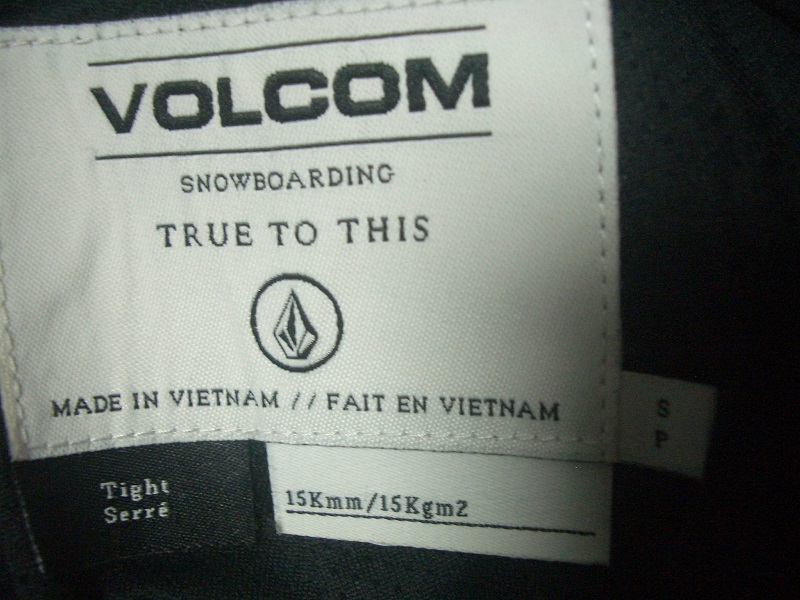 VOLCOM
SNOWBOARDING
TRUE TO THIS
MADE IN VIETNAM // FAIT EN VIETNAM
S
P
Tight
Serré
15Kmm/15Kgm2